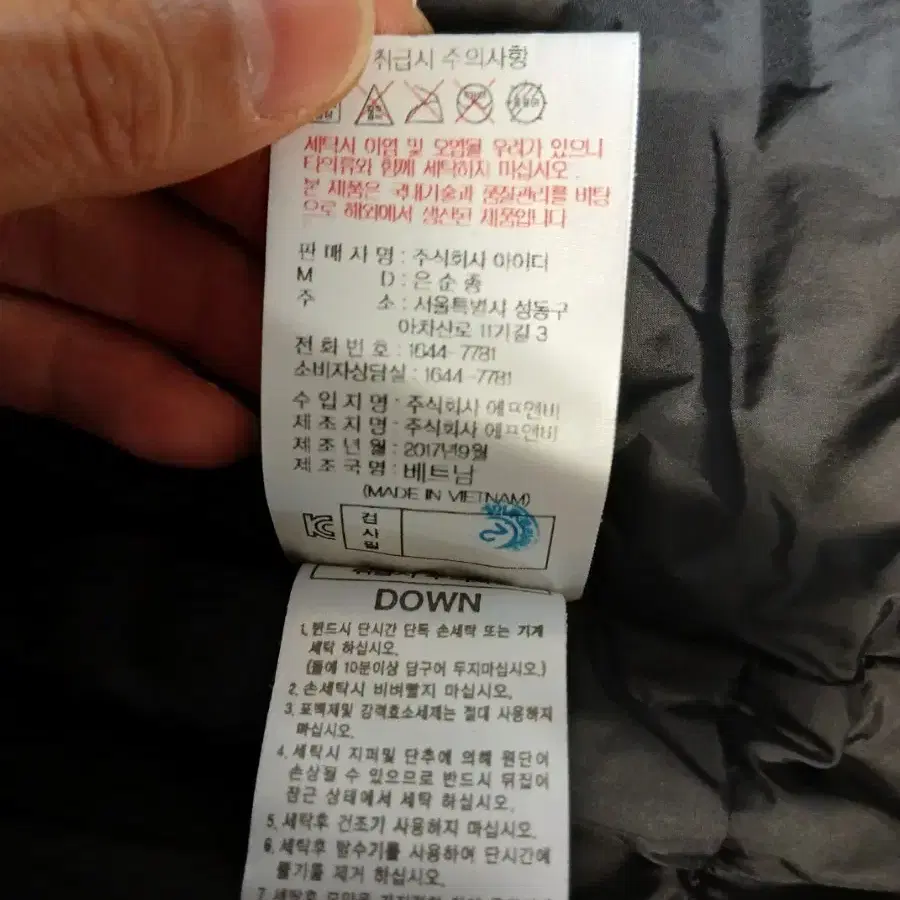 취급시 주의사항
세탁시 이염 및 오염될 우려가 있으니
타의류와 함께 세탁하지 마십시오.
본 제품은 국내기술과 품질관리를 바탕
으로 해외에서 생산된 제품입니다
판 매 자 명 : 주식회사 아이더
M D : 은 순 종
주 소 : 서울특별시 성동구
아차산로 11가길 3
전 화 번 호 : 1644-7781
소비자상담실 : 1644-7781
수 입 자 명 : 주식회사 에프앤비
제 조 자 명 : 주식회사 에프앤비
제 조 년 월 : 2017년9월
제 조 국 명 : 베트남
(MADE IN VIETNAM)
검
시
필
DOWN
1. 반드시 단시간 단독 손세탁 또는 기계
세탁 하십시오.
(물에 10분이상 담구어 두지마십시오.)
2. 손세탁시 비벼빨지 마십시오.
3. 표백제및 강력효소세제는 절대 사용하지
마십시오.
4. 세탁시 지퍼및 단추에 의해 원단이
손상될 수 있으므로 반드시 뒤집어
잠근 상태에서 세탁 하십시오.
5. 세탁후 건조기 사용하지 마십시오.
6. 세탁후 탈수기를 사용하여 단시간에
물기를 제거 하십시오.